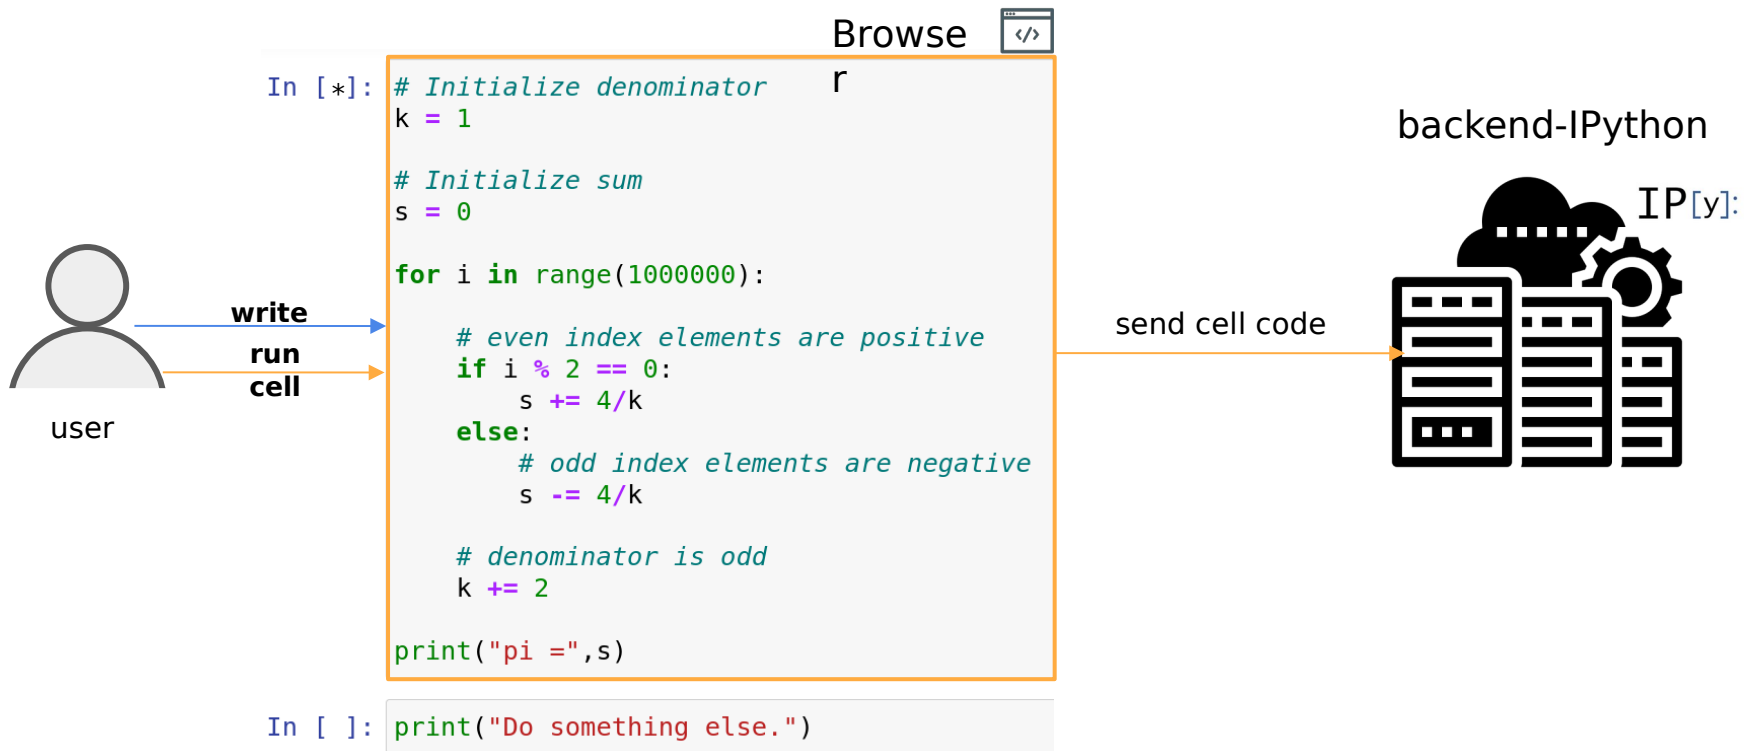 Browse
r
</>
In [*]:
# Initialize denominator
k = 1
# Initialize sum
s = 0
for i in range(1000000):
    # even index elements are positive
    if i % 2 == 0:
        s += 4/k
    else:
        # odd index elements are negative
        s -= 4/k
    # denominator is odd
    k += 2
print("pi =",s)
In [ ]:
print("Do something else.")
write
run
cell
user
send cell code
backend-IPython
IP[y]: